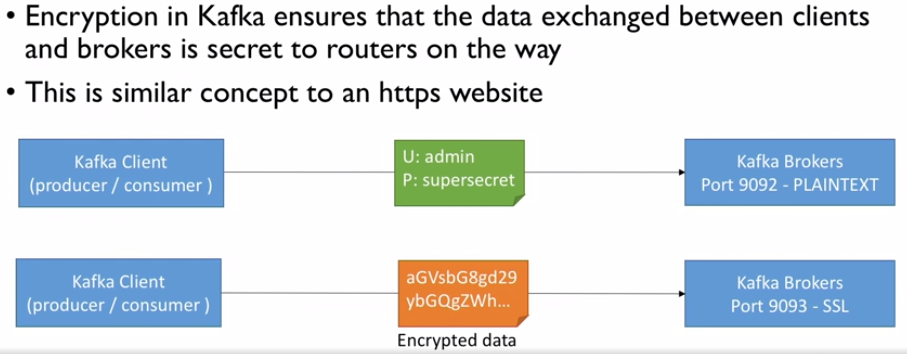 • Encryption in Kafka ensures that the data exchanged between clients
and brokers is secret to routers on the way
• This is similar concept to an https website
Kafka Client
(producer / consumer )
U: admin
P: supersecret
Kafka Brokers
Port 9092 - PLAINTEXT
Kafka Client
(producer / consumer )
aGVsbG8gd29
ybGQgZWh...
Kafka Brokers
Port 9093 - SSL
Encrypted data